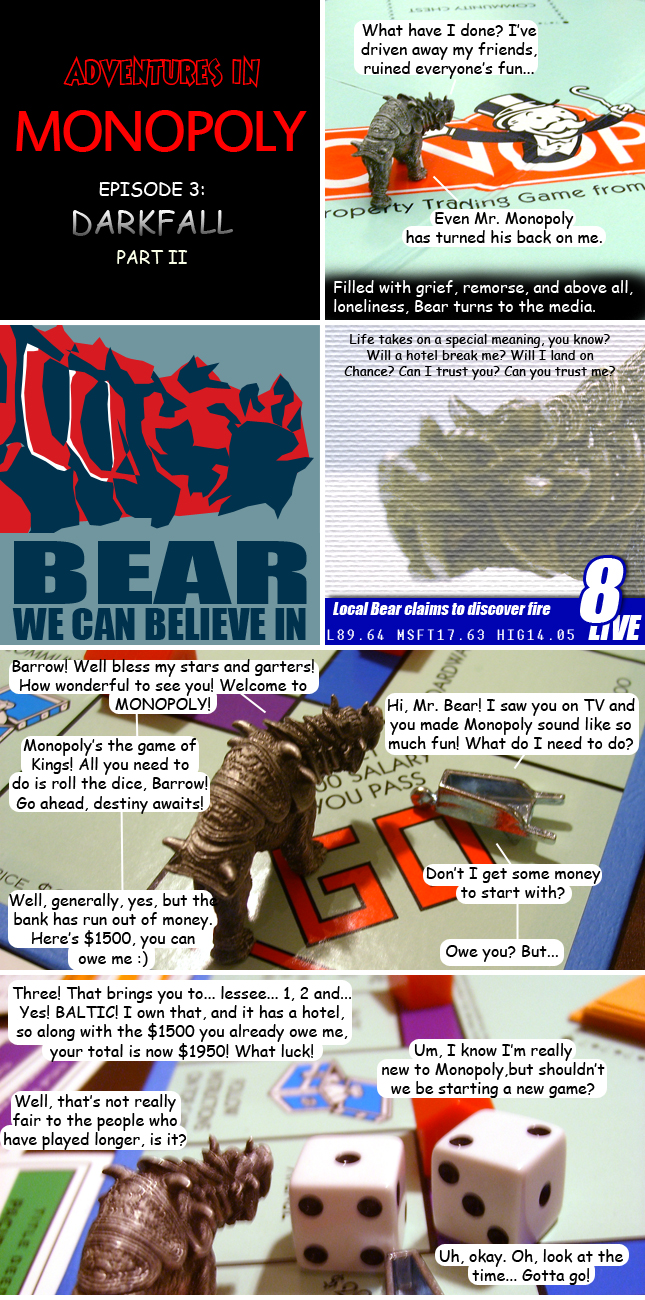 ADVENTURES IN
MONOPOLY
EPISODE 3:
DARKFALL
PART II
COMMUNITY CHEST
What have I done? I've
driven away my friends,
ruined everyone's fun...
NOPO
roperty Trading Game from
Even Mr. Monopoly
has turned his back on me.
Filled with grief, remorse, and above all,
loneliness, Bear turns to the media.
BEAR
WE CAN BELIEVE IN
Life takes on a special meaning, you know?
Will a hotel break me? Will I land on
Chance? Can I trust you? Can you trust me?
Local Bear claims to discover fire
L89.64 MSFT17.63 HIG14.05
8
LIVE
Barrow! Well bless my stars and garters!
How wonderful to see you! Welcome to
MONOPOLY!
Hi, Mr. Bear! I saw you on TV and
you made Monopoly sound like so
much fun! What do I need to do?
Monopoly's the game of
Kings! All you need to
do is roll the dice, Barrow!
Go ahead, destiny awaits!
SALARY
YOU PASS
GO
Don't I get some money
to start with?
Well, generally, yes, but the
bank has run out of money.
Here's $1500, you can
owe me :)
Owe you? But...
Three! That brings you to... lessee... 1, 2 and...
Yes! BALTIC! I own that, and it has a hotel,
so along with the $1500 you already owe me,
your total is now $1950! What luck!
Um, I know I'm really
new to Monopoly,but shouldn't
we be starting a new game?
Well, that's not really
fair to the people who
have played longer, is it?
Uh, okay. Oh, look at the
time... Gotta go!